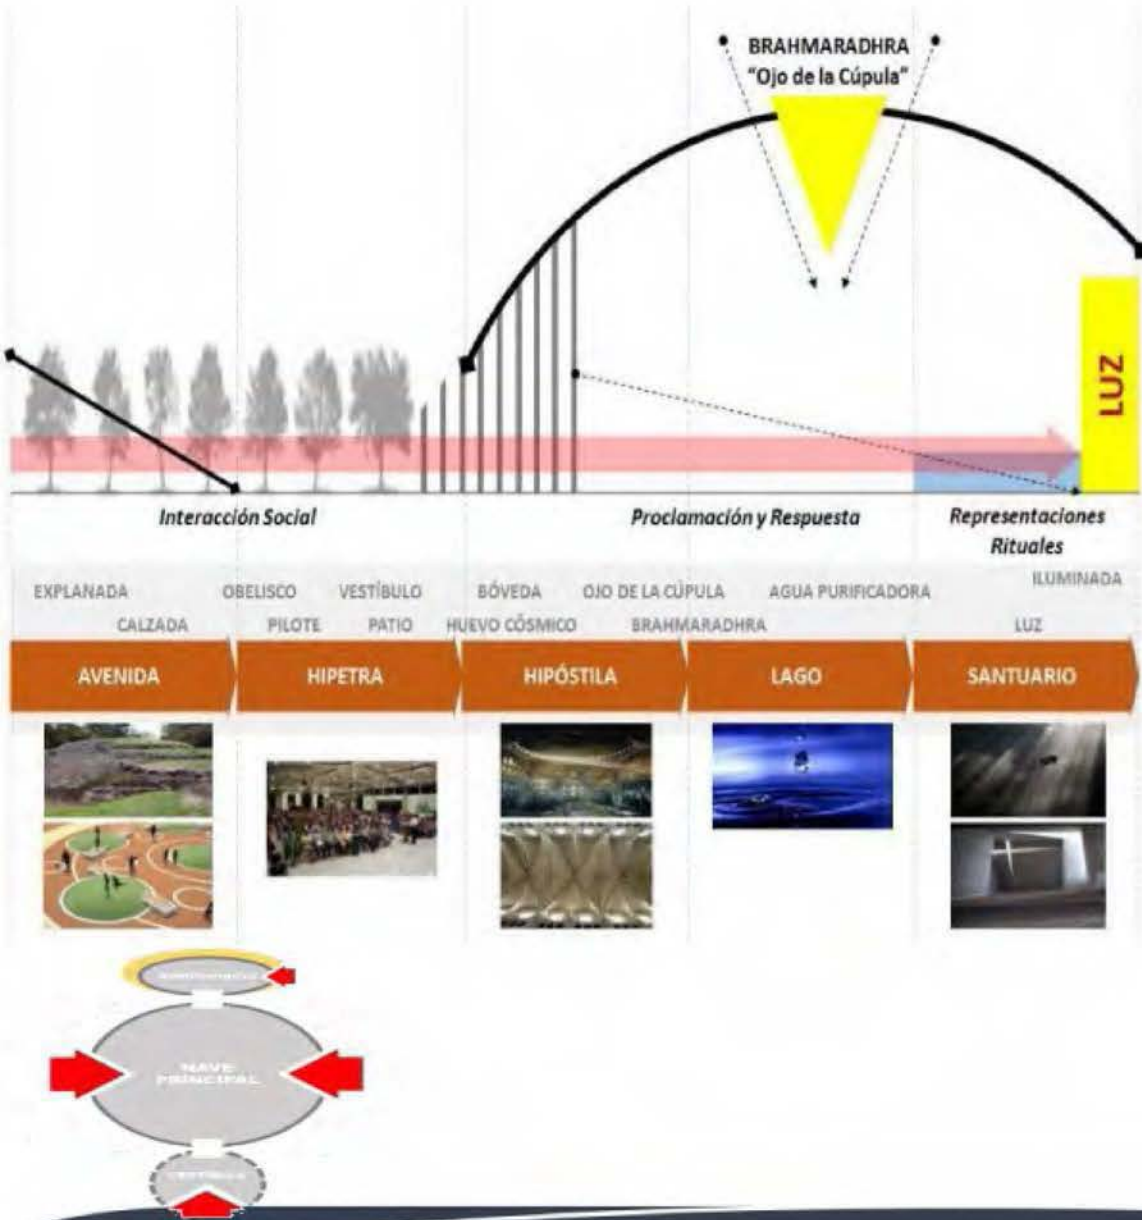 BRAHMARADHRA
“Ojo de la Cúpula”
LUZ
Interacción Social
Proclamación y Respuesta
Representaciones
Rituales
EXPLANADA
CALZADA
OBELISCO
PILOTE
VESTÍBULO
PATIO
BÓVEDA
HUEVO CÓSMICO
OJO DE LA CÚPULA
BRAHMARADHRA
AGUA PURIFICADORA
ILUMINADA
LUZ
AVENIDA
HIPETRA
HIPÓSTILA
LAGO
SANTUARIO
NAVE
PRINCIPAL